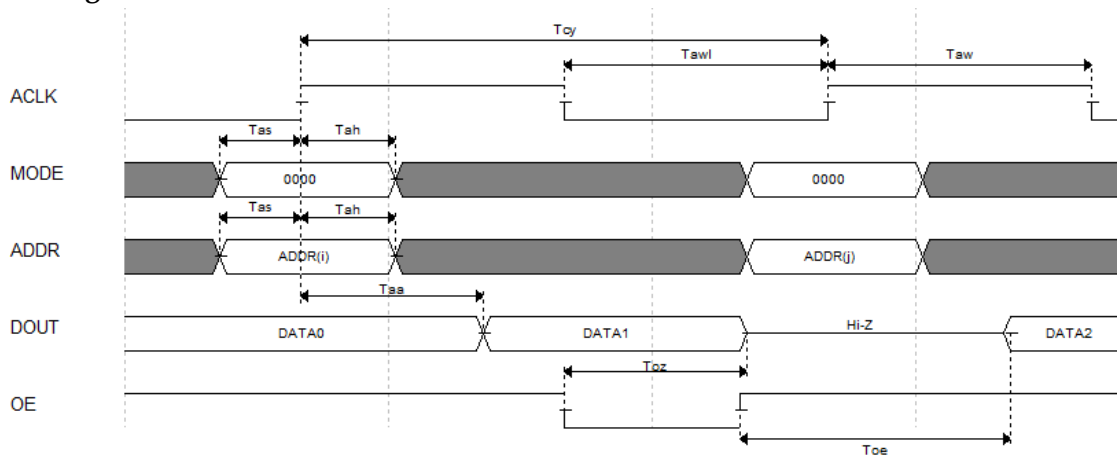 Tcy
Tawl
Taw
ACLK
Tas
Tah
MODE
0000
0000
Tas
Tah
ADDR
ADDR(i)
ADDR(j)
Taa
DOUT
DATA0
DATA1
Hi-Z
DATA2
Toz
OE
Toe